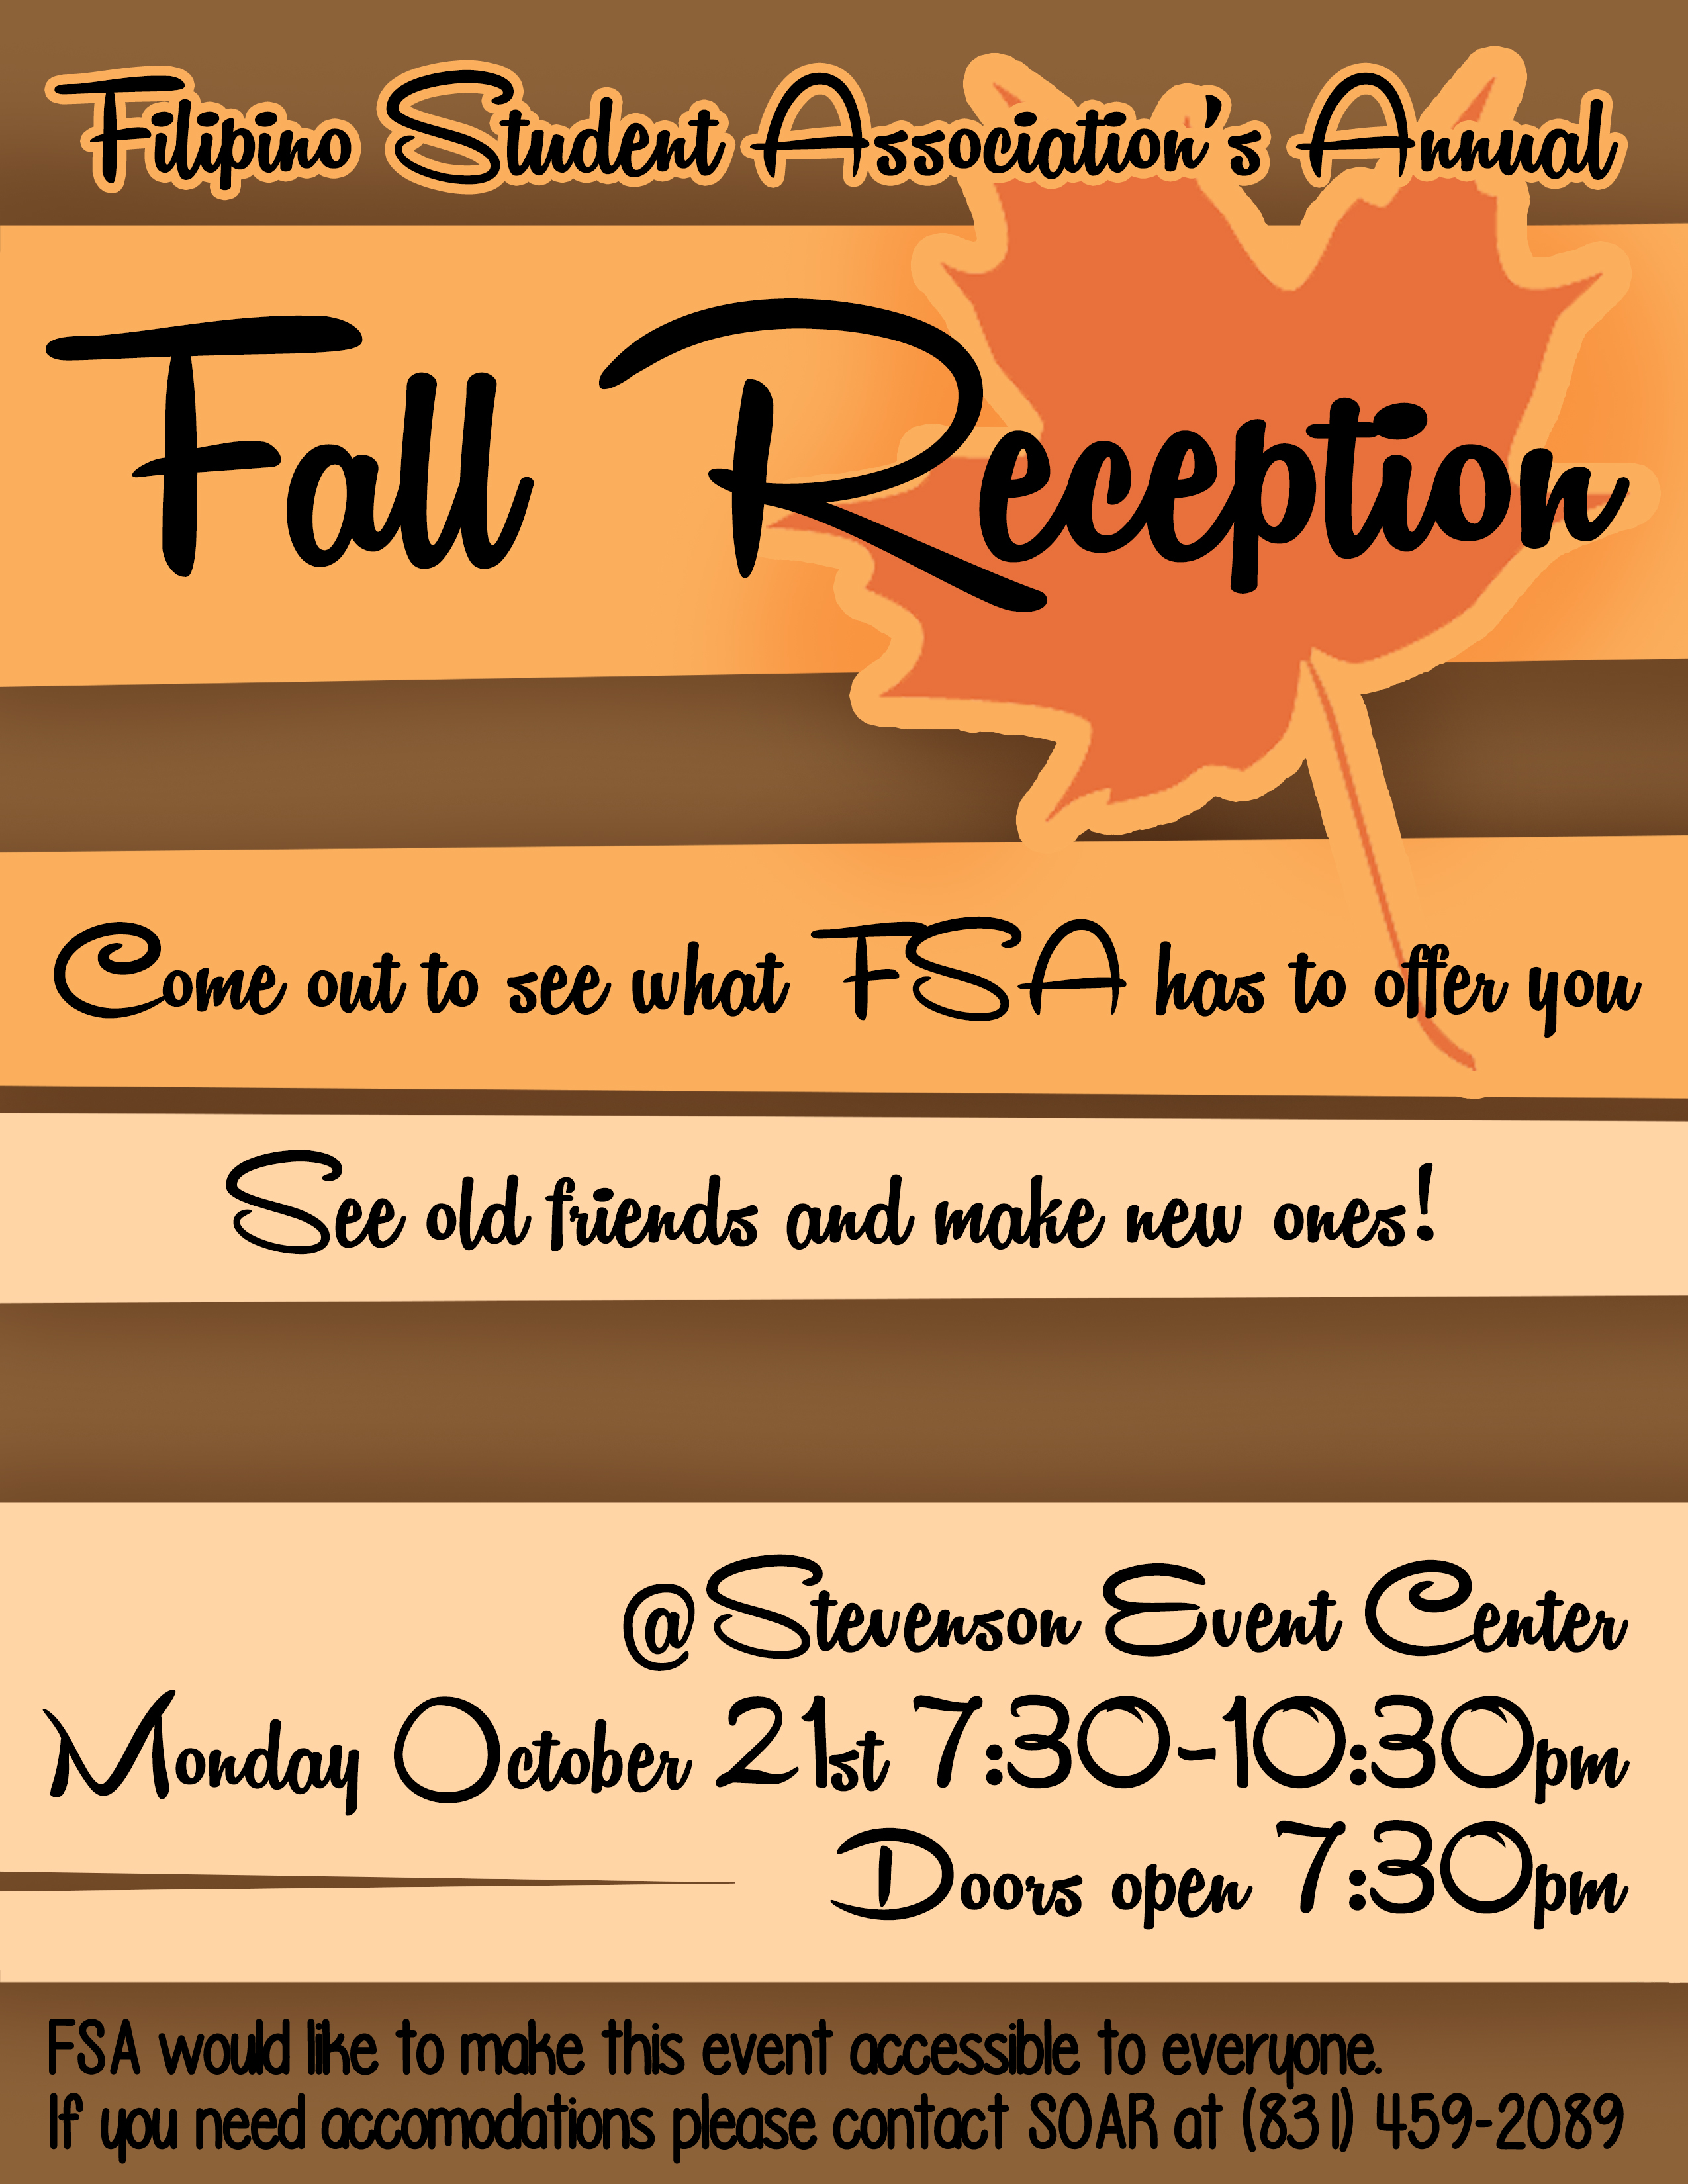 Filipino Student Association's Annual
Fall Reception
Come out to see what FSA has to offer you
See old friends and make new ones!
@Stevenson Event Center
Monday October 21st 7:30-10:30pm
Doors open 7:30pm
FSA would like to make this event accessible to everyone.
If you need accomodations please contact SOAR at (831) 459-2089